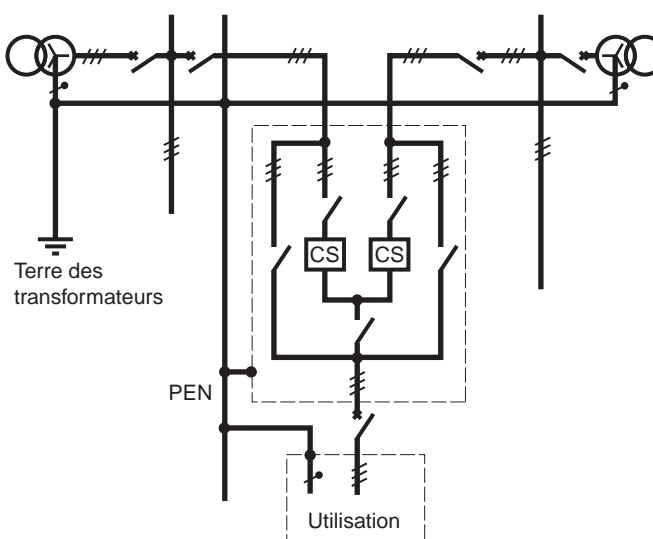 CS CS
Terre des
transformateurs
PEN
Utilisation